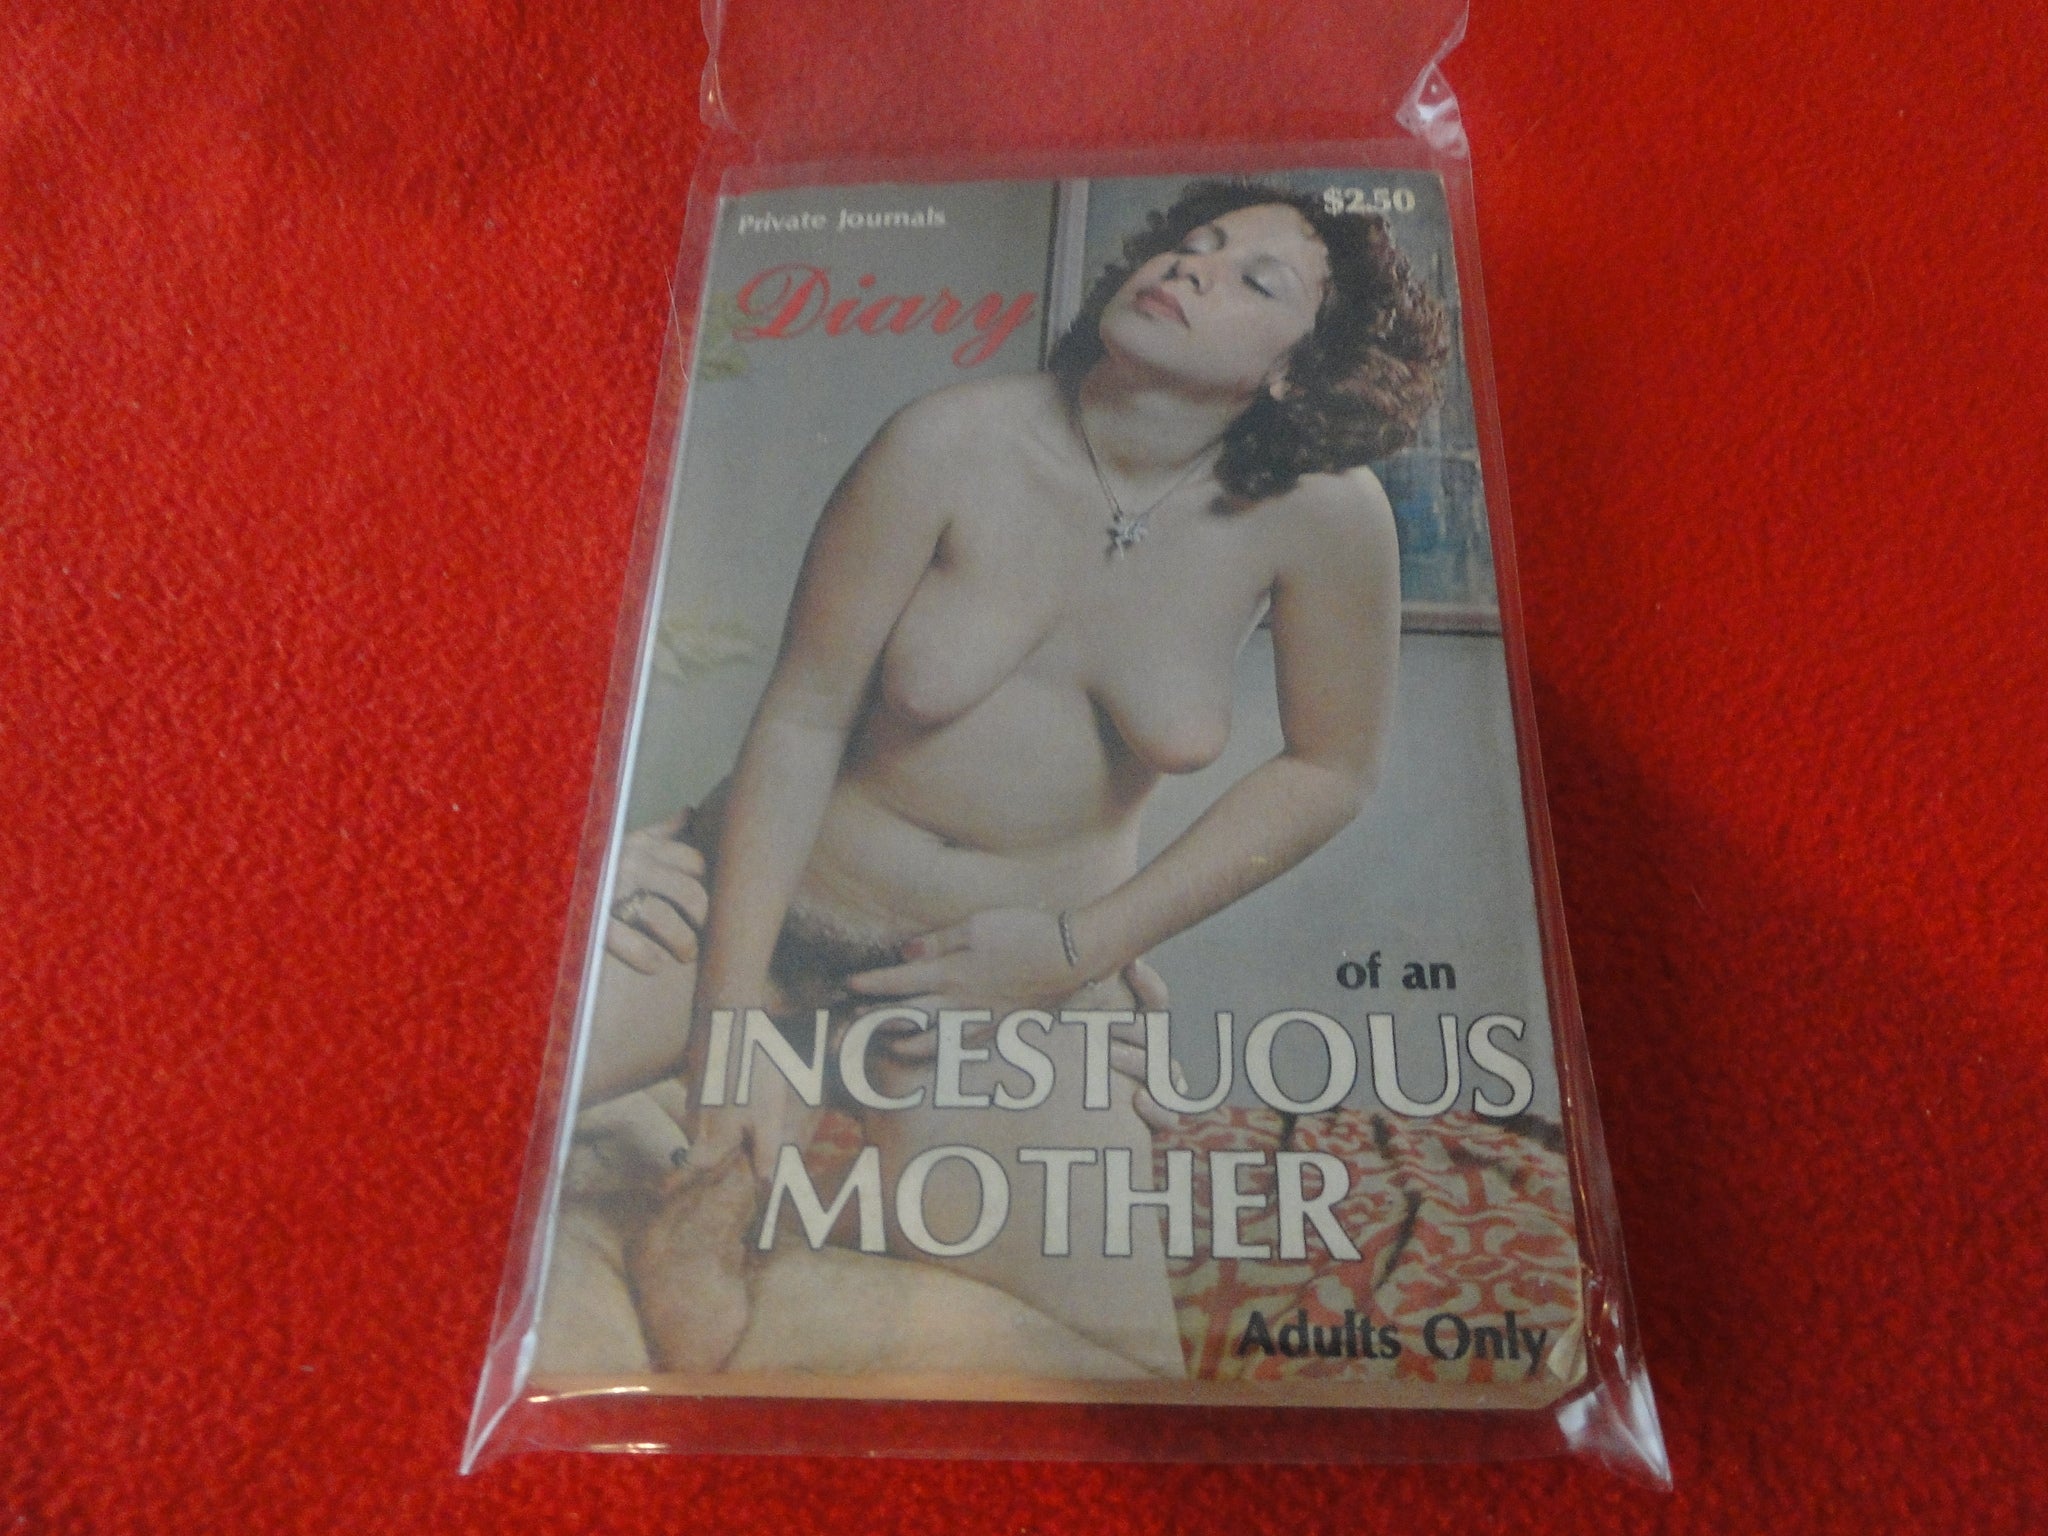 Private Journals
$2.50
Diary
of an
INCESTUOUS
MOTHER
Adults Only